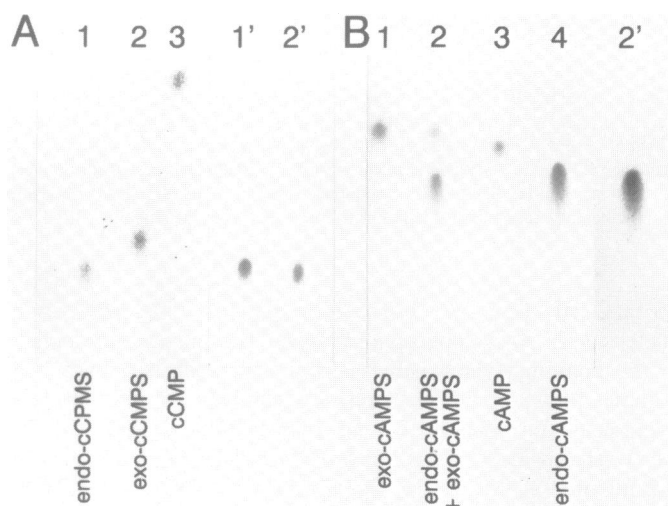 A 1 2 3 1' 2' B 1 2 3 4 2'
endo-cCPMS
exo-cCMPS
cCMP
exo-cAMPS
endo-cAMPS
+ exo-cAMPS
cAMP
endo-cAMPS